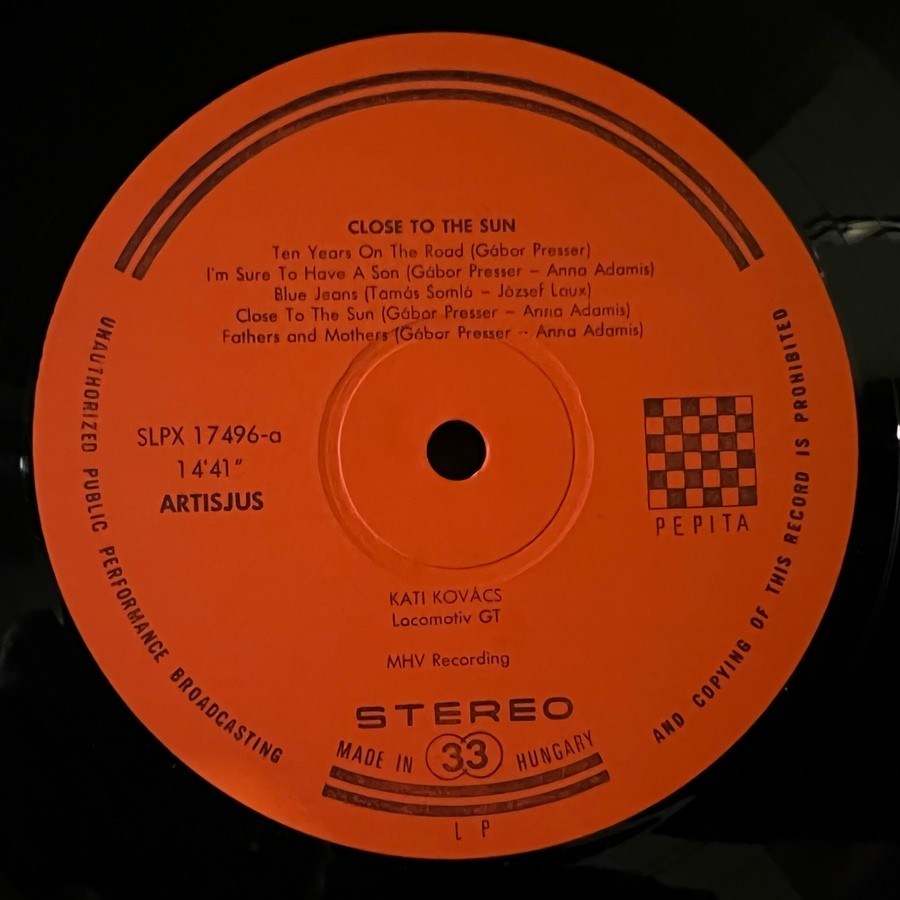 CLOSE TO THE SUN
Ten Years On The Road (Gábor Presser)
I'm Sure To Have A Son (Gábor Presser – Anna Adamis)
Blue Jeans (Tamás Somló – József Laux)
Close To The Sun (Gábor Presser – Anna Adamis)
Fathers and Mothers (Gábor Presser -- Anna Adamis)
SLPX 17496-a
14'41"
ARTISJUS
PEPITA
KATI KOVÁCS
Locomotiv GT
MHV Recording
STEREO
MADE IN 33 HUNGARY
L P
UNAUTHORIZED PUBLIC PERFORMANCE BROADCASTING
AND COPYING OF THIS RECORD IS PROHIBITED